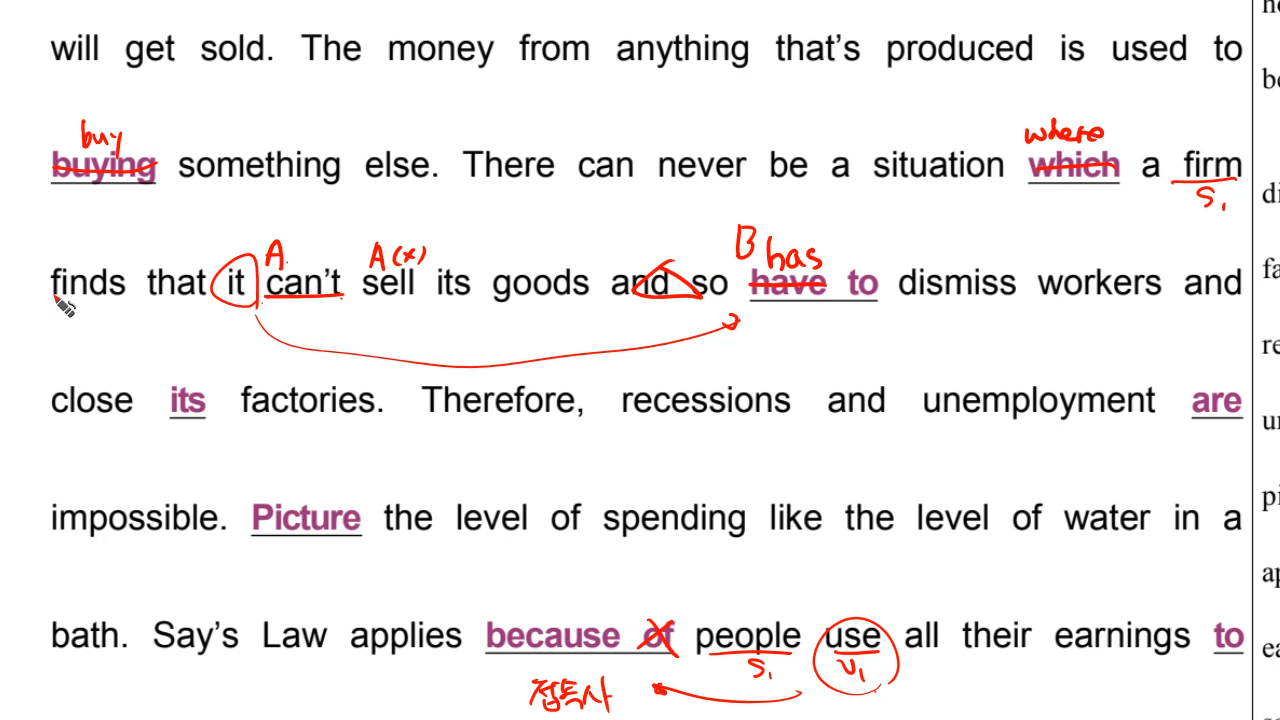 will get sold. The money from anything that’s produced is used to
buy where
buying something else. There can never be a situation which a firm
S₁
A A(x) B has
finds that it can’t sell its goods and so have to dismiss workers and
close its factories. Therefore, recessions and unemployment are
impossible. Picture the level of spending like the level of water in a
bath. Say’s Law applies because of people use all their earnings to
S₁ V₁
접속사